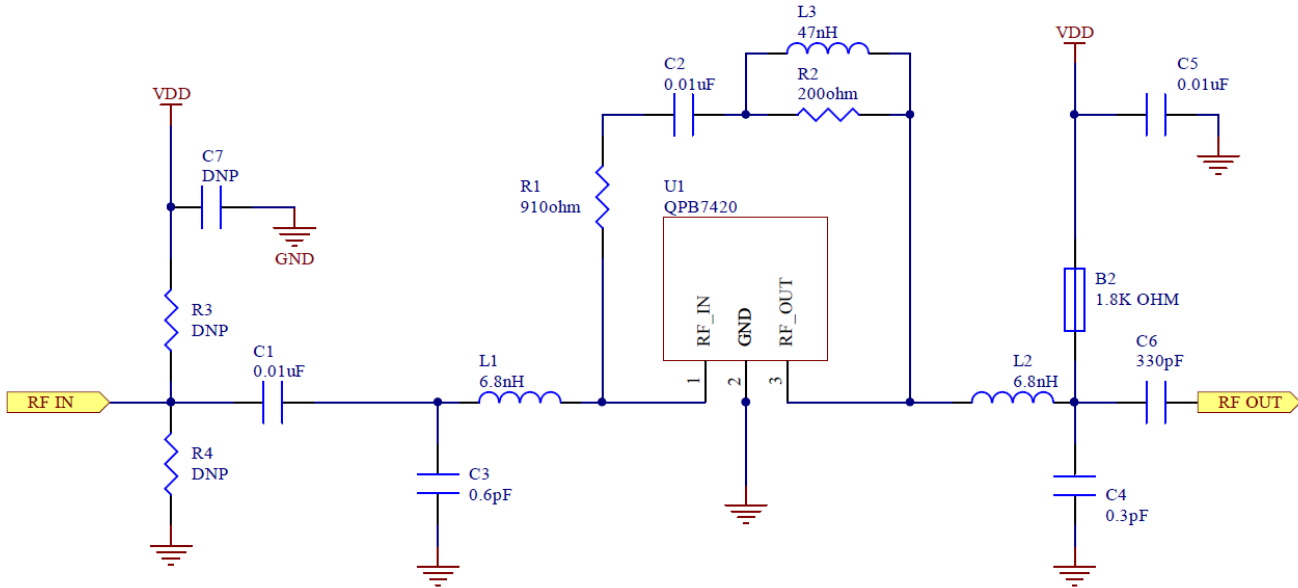 L3
47nH
VDD
C2
0.01uF
R2
200ohm
C5
0.01uF
VDD
C7
DNP
GND
R1
910ohm
U1
QPB7420
RF_IN
GND
RF_OUT
1
2
3
B2
1.8K OHM
R3
DNP
C1
0.01uF
L1
6.8nH
L2
6.8nH
C6
330pF
RF IN
RF OUT
R4
DNP
C3
0.6pF
C4
0.3pF